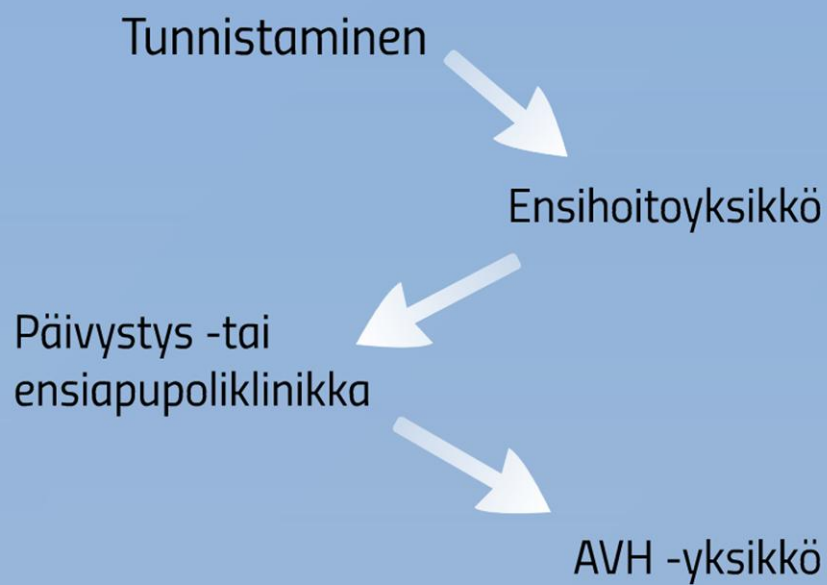 Tunnistaminen
Ensihoitoyksikkö
Päivystys -tai
ensiapupoliklinikka
AVH -yksikkö